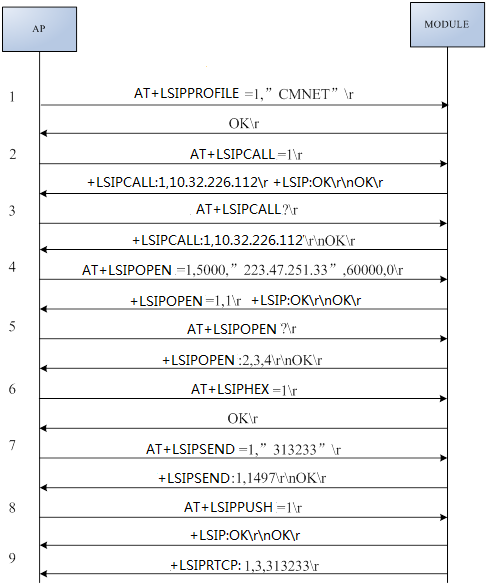 AP MODULE
1 AT+LSIPPROFILE =1,”CMNET”\r
OK\r
2 AT+LSIPCALL =1\r
+LSIPCALL:1,10.32.226.112\r +LSIP:OK\r\nOK\r
3 AT+LSIPCALL?\r
+LSIPCALL:1,10.32.226.112'\r\nOK\r
4 AT+LSIPOPEN =1,5000,”223.47.251.33”,60000,0\r
+LSIPOPEN =1,1\r +LSIP:OK\r\nOK\r
5 AT+LSIPOPEN ?\r
+LSIPOPEN :2,3,4\r\nOK\r
6 AT+LSIPHEX =1\r
OK\r
7 AT+LSIPSEND =1,”313233”\r
+LSIPSEND:1,1497\r\nOK\r
8 AT+LSIPPUSH =1\r
+LSIP:OK\r\nOK\r
9 +LSIPRTCP: 1,3,313233\r